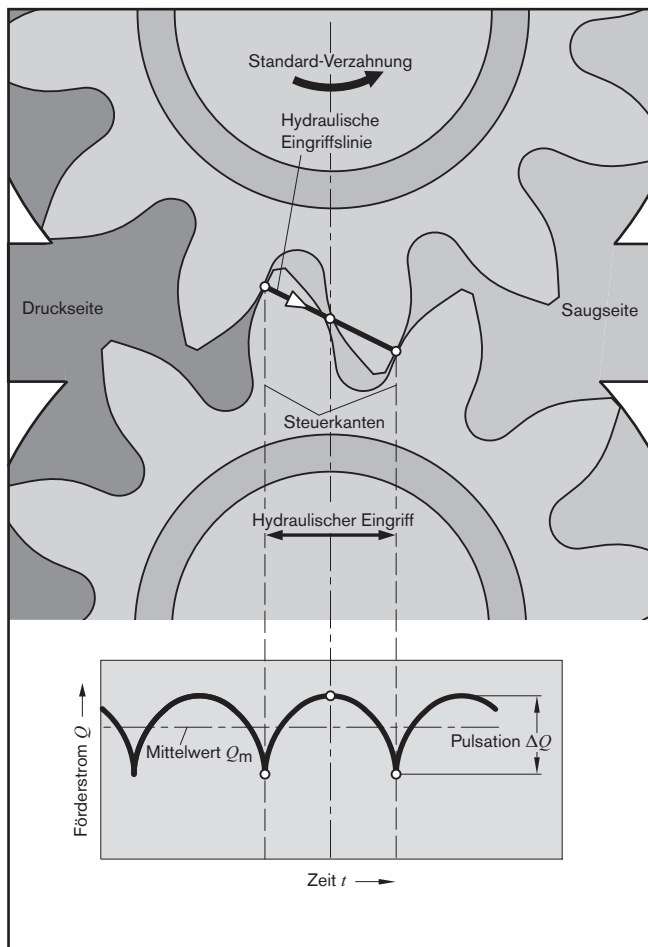 Standard-Verzahnung
Hydraulische
Eingriffslinie
Druckseite
Saugseite
Steuerkanten
Hydraulischer Eingriff
Förderstrom Q
Mittelwert Qm
Pulsation ΔQ
Zeit t